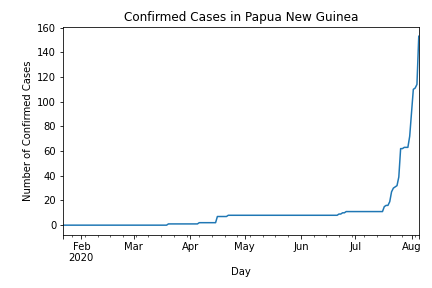 Confirmed Cases in Papua New Guinea
160
140
120
100
80
60
40
20
0
Number of Confirmed Cases
Feb Mar Apr May Jun Jul Aug
2020
Day